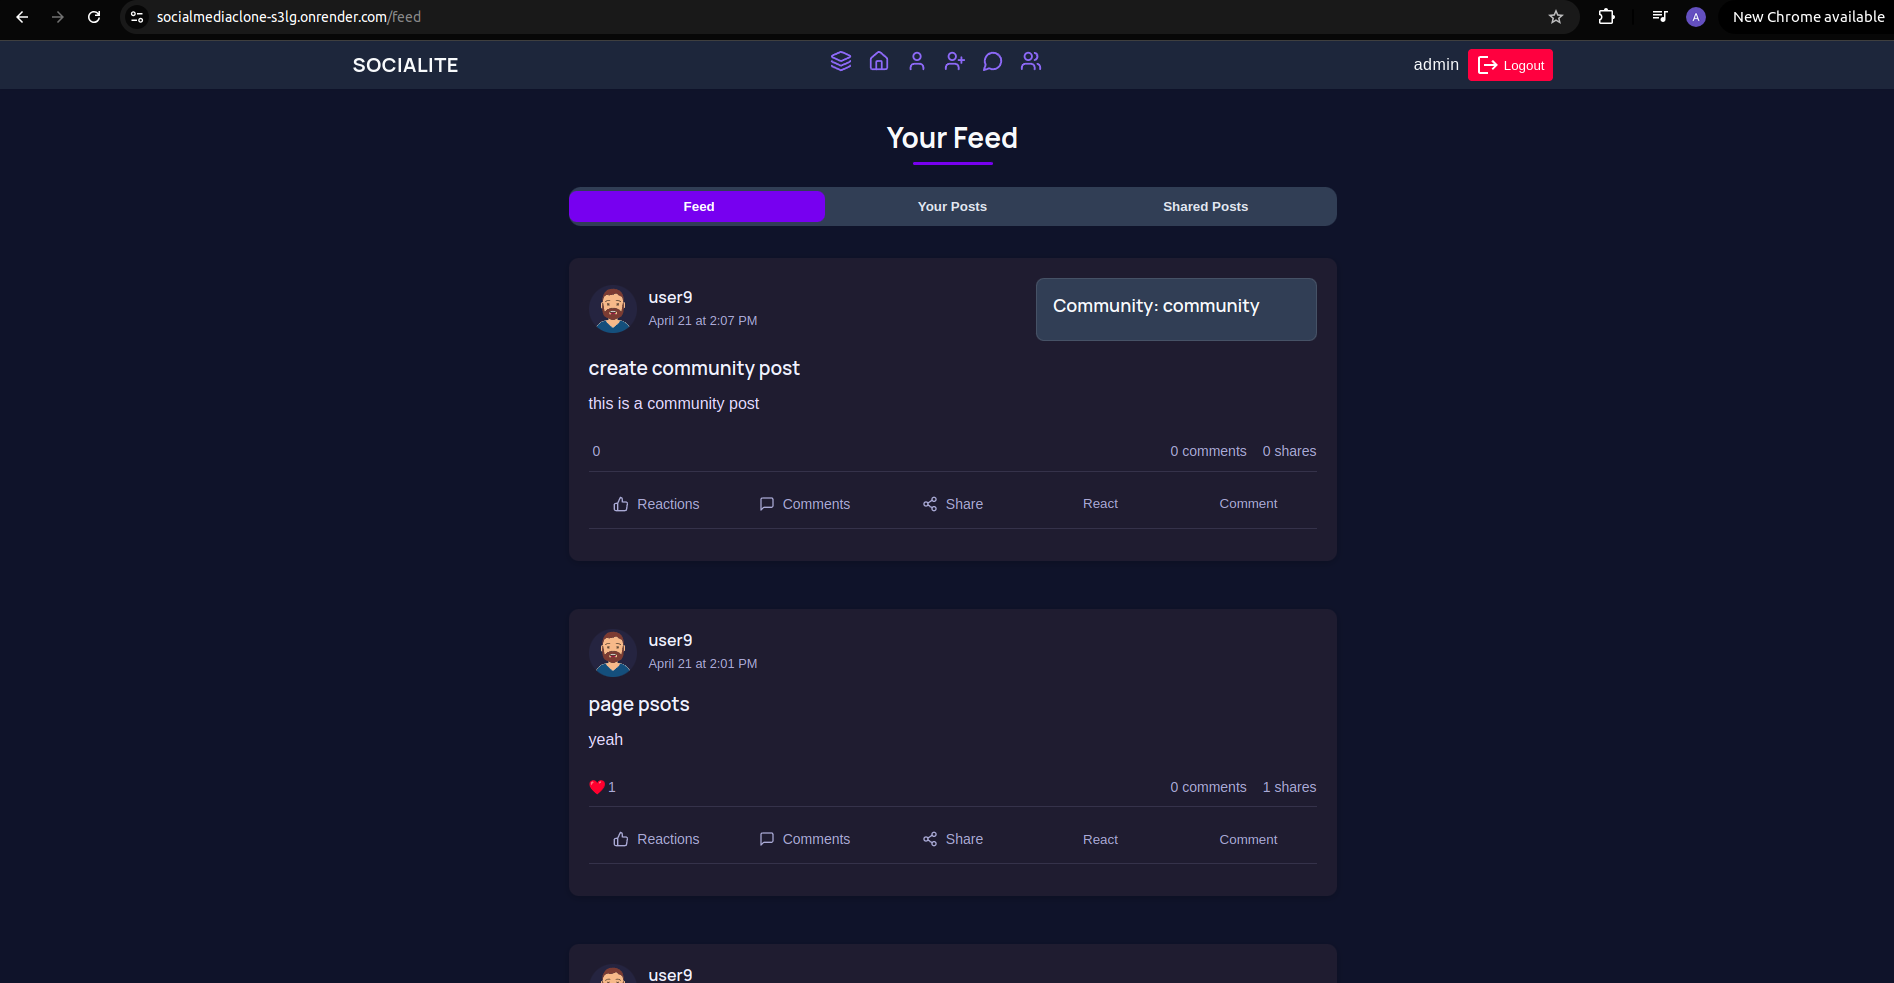 socialmediaclone-s3lg.onrender.com/feed
A
New Chrome available
SOCIALITE
admin
Logout
Your Feed
Feed
Your Posts
Shared Posts
user9
April 21 at 2:07 PM
Community: community
create community post
this is a community post
0
0 comments
0 shares
Reactions
Comments
Share
React
Comment
user9
April 21 at 2:01 PM
page psots
yeah
1
0 comments
1 shares
Reactions
Comments
Share
React
Comment
user9